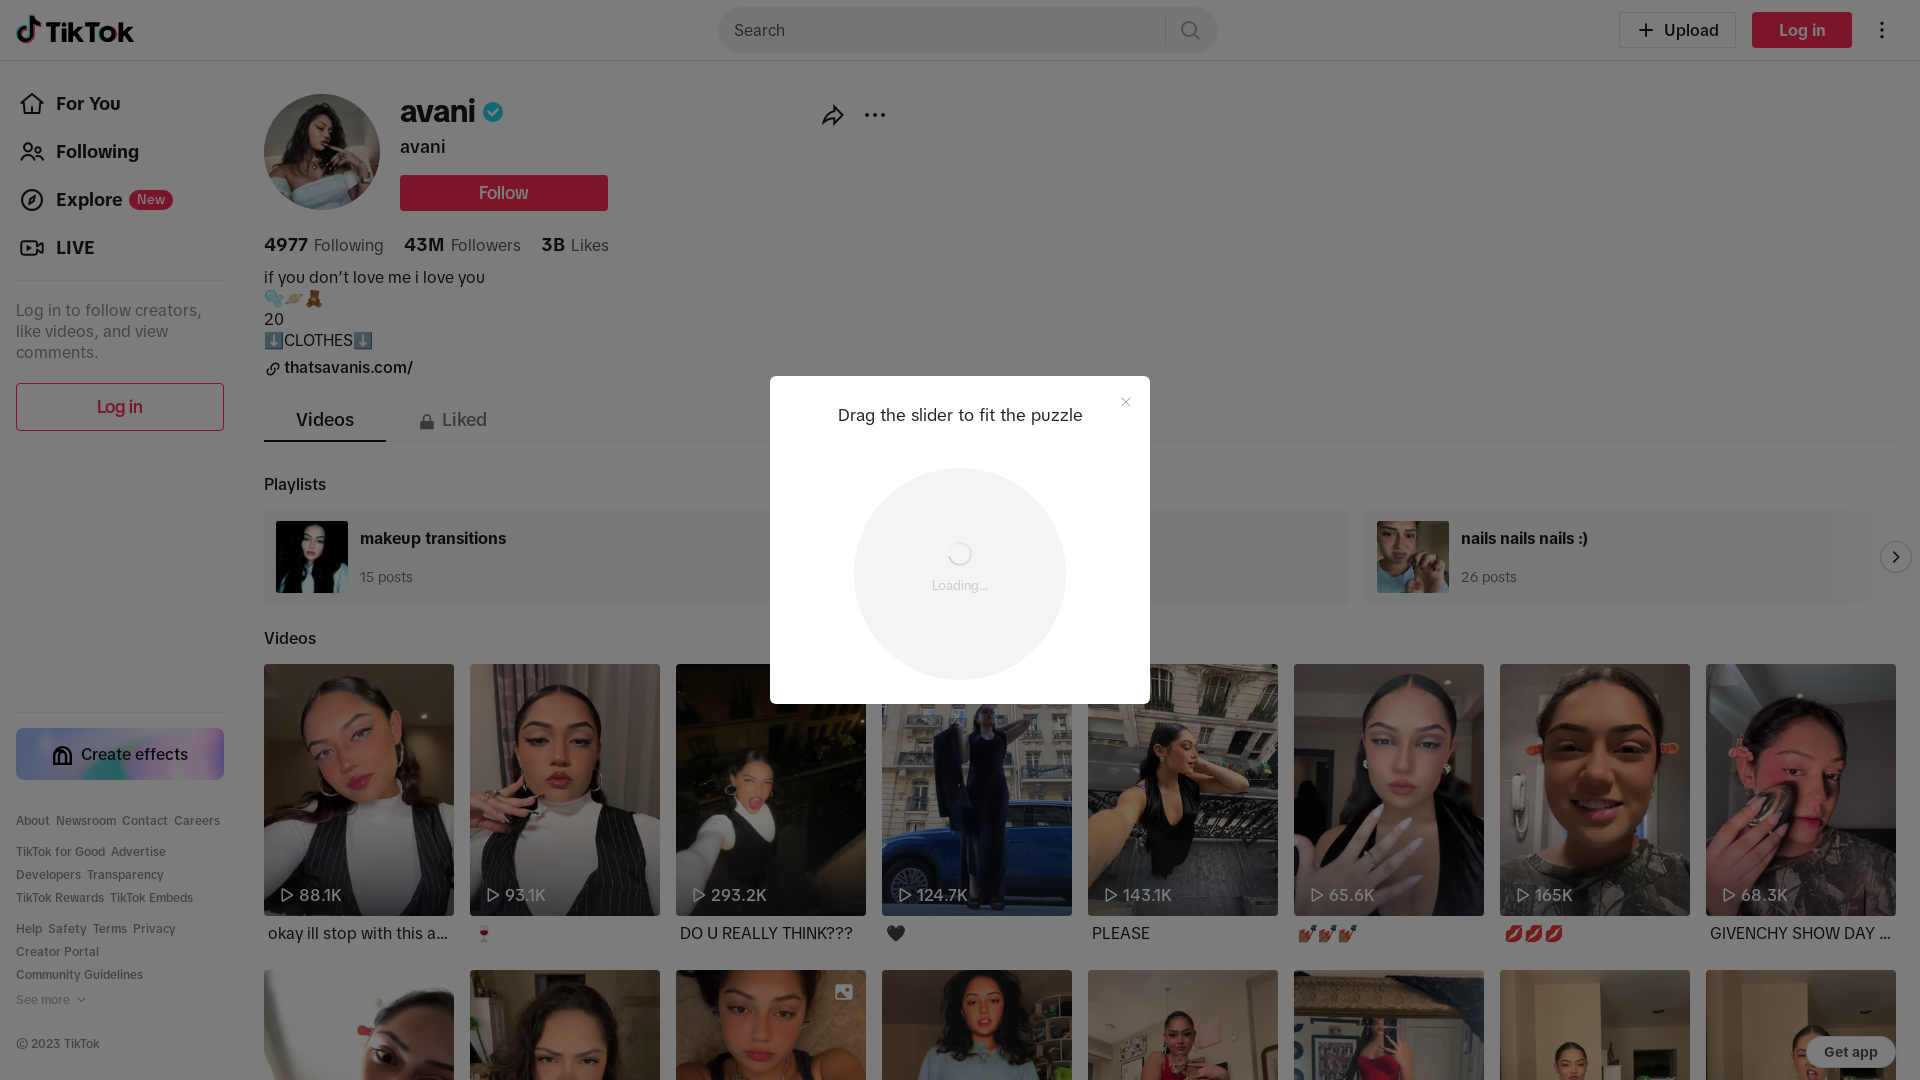 TikTok
Search
Upload
Log in
For You
Following
Explore New
LIVE
Log in to follow creators,
like videos, and view
comments.
Log in
Create effects
About Newsroom Contact Careers
TikTok for Good Advertise
Developers Transparency
TikTok Rewards TikTok Embeds
Help Safety Terms Privacy
Creator Portal
Community Guidelines
See more
© 2023 TikTok
avani
avani
Follow
4977 Following 43M Followers 3B Likes
if you don’t love me i love you
🫧🪐🧸
20
⬇️CLOTHES⬇️
thatsavanis.com/
Videos
Liked
Playlists
makeup transitions
15 posts
nails nails nails :)
26 posts
Videos
88.1K
93.1K
293.2K
124.7K
143.1K
65.6K
165K
68.3K
okay ill stop with this a...
🍷
DO U REALLY THINK???
🖤
PLEASE
💅🏽💅🏽💅🏽
💋💋💋
GIVENCHY SHOW DAY ...
Drag the slider to fit the puzzle
Loading...
Get app